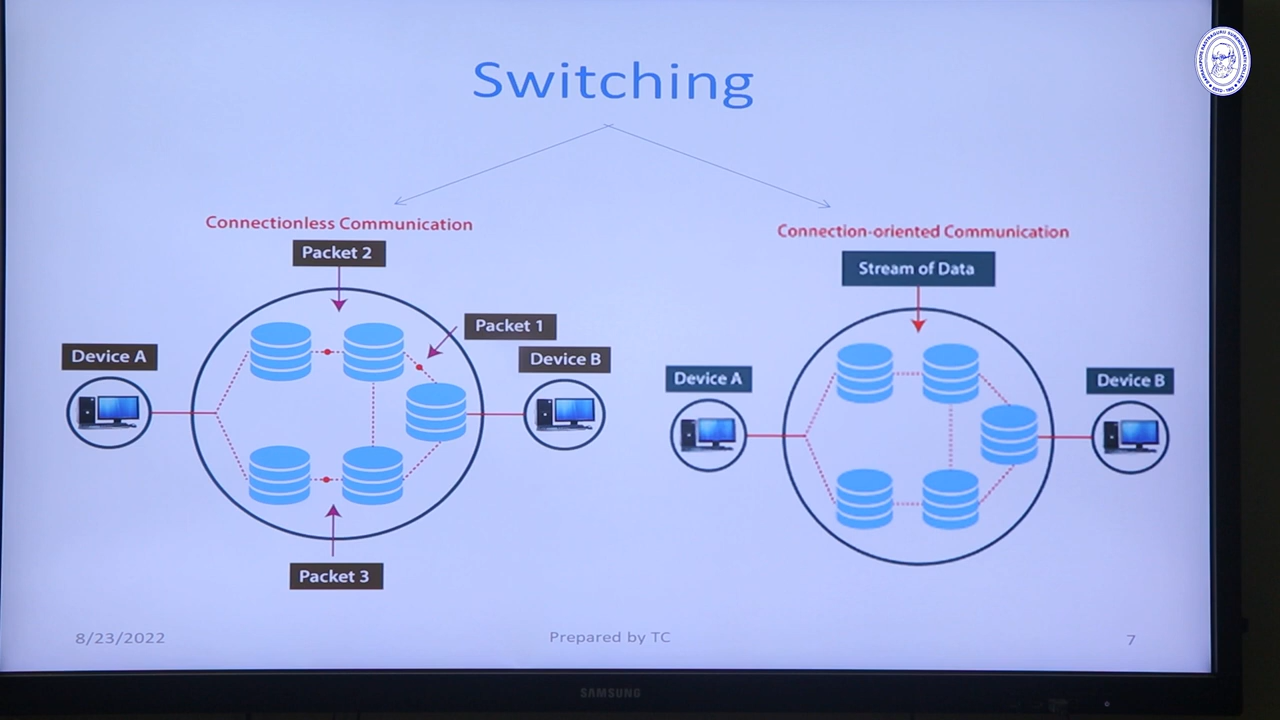 Switching
Connectionless Communication
Packet 2
Packet 1
Device A
Device B
Packet 3
Connection-oriented Communication
Stream of Data
Device A
Device B
8/23/2022
Prepared by TC
7
SAMSUNG